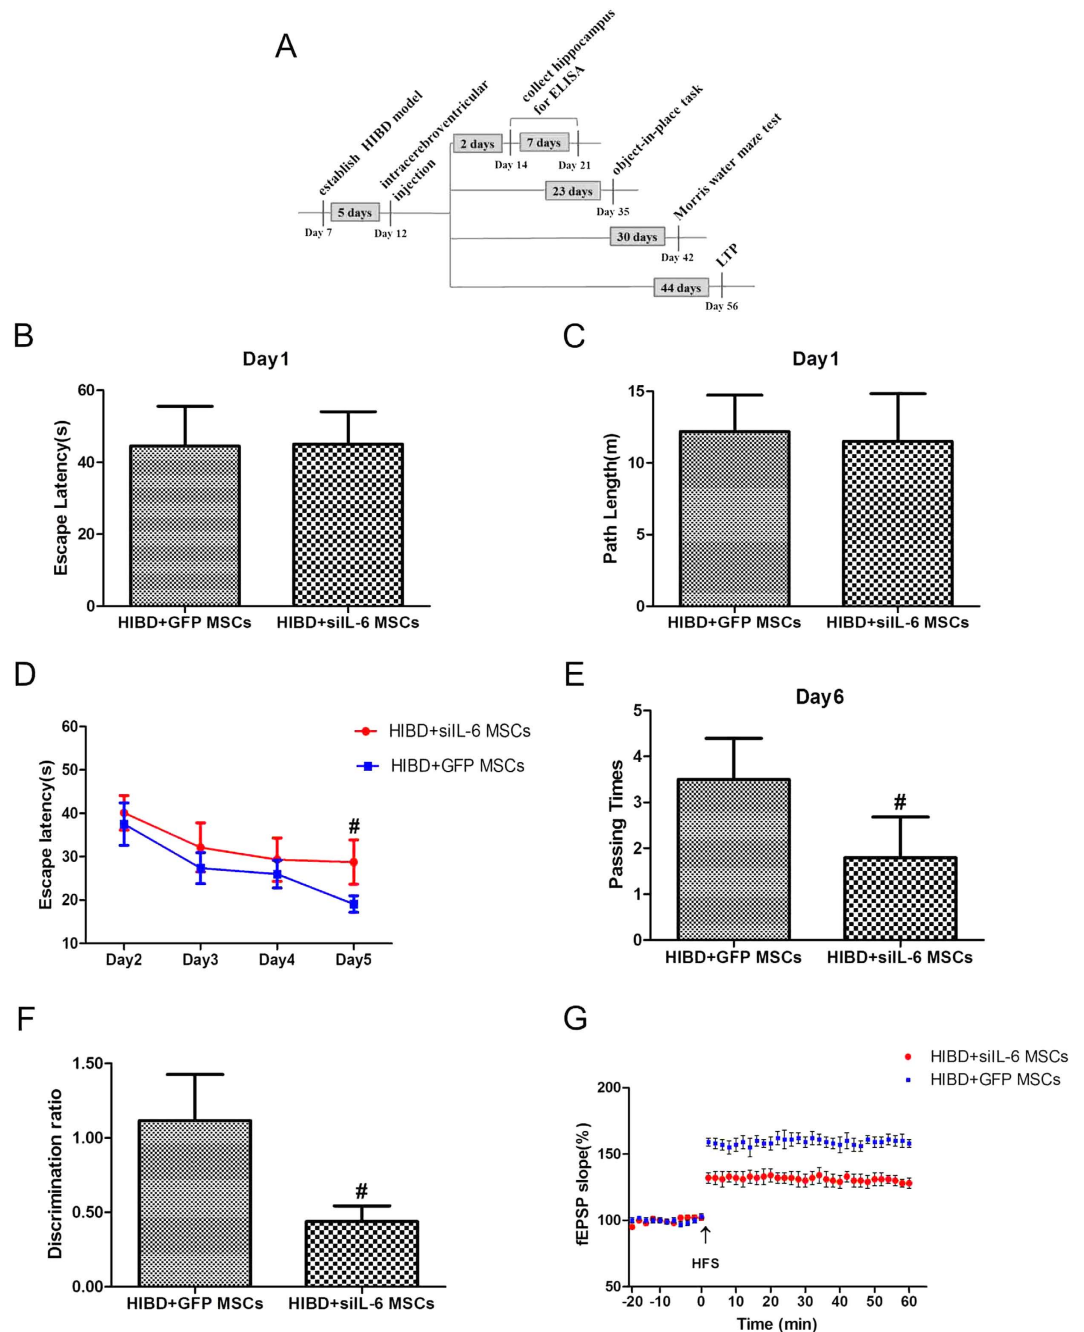 A
establish HIBD model
intracerebroventricular
injection
collect hippocampus
for ELISA
object-in-place task
Morris water maze test
LTP
2 days
7 days
Day 14
Day 21
23 days
Day 35
5 days
Day 7
Day 12
30 days
Day 42
44 days
Day 56
B
Day1
Escape Latency(s)
60
40
20
0
HIBD+GFP MSCs
HIBD+siIL-6 MSCs
C
Day1
Path Length(m)
15
10
5
0
HIBD+GFP MSCs
HIBD+siIL-6 MSCs
D
HIBD+siIL-6 MSCs
HIBD+GFP MSCs
Escape latency(s)
60
50
40
30
20
10
#
Day2
Day3
Day4
Day5
E
Day6
Passing Times
5
4
3
2
1
0
#
HIBD+GFP MSCs
HIBD+siIL-6 MSCs
F
Discrimination ratio
1.50
1.00
0.50
0.00
#
HIBD+GFP MSCs
HIBD+siIL-6 MSCs
G
HIBD+siIL-6 MSCs
HIBD+GFP MSCs
fEPSP slope(%)
200
150
100
50
HFS
-20
-10
0
10
20
30
40
50
60
Time (min)